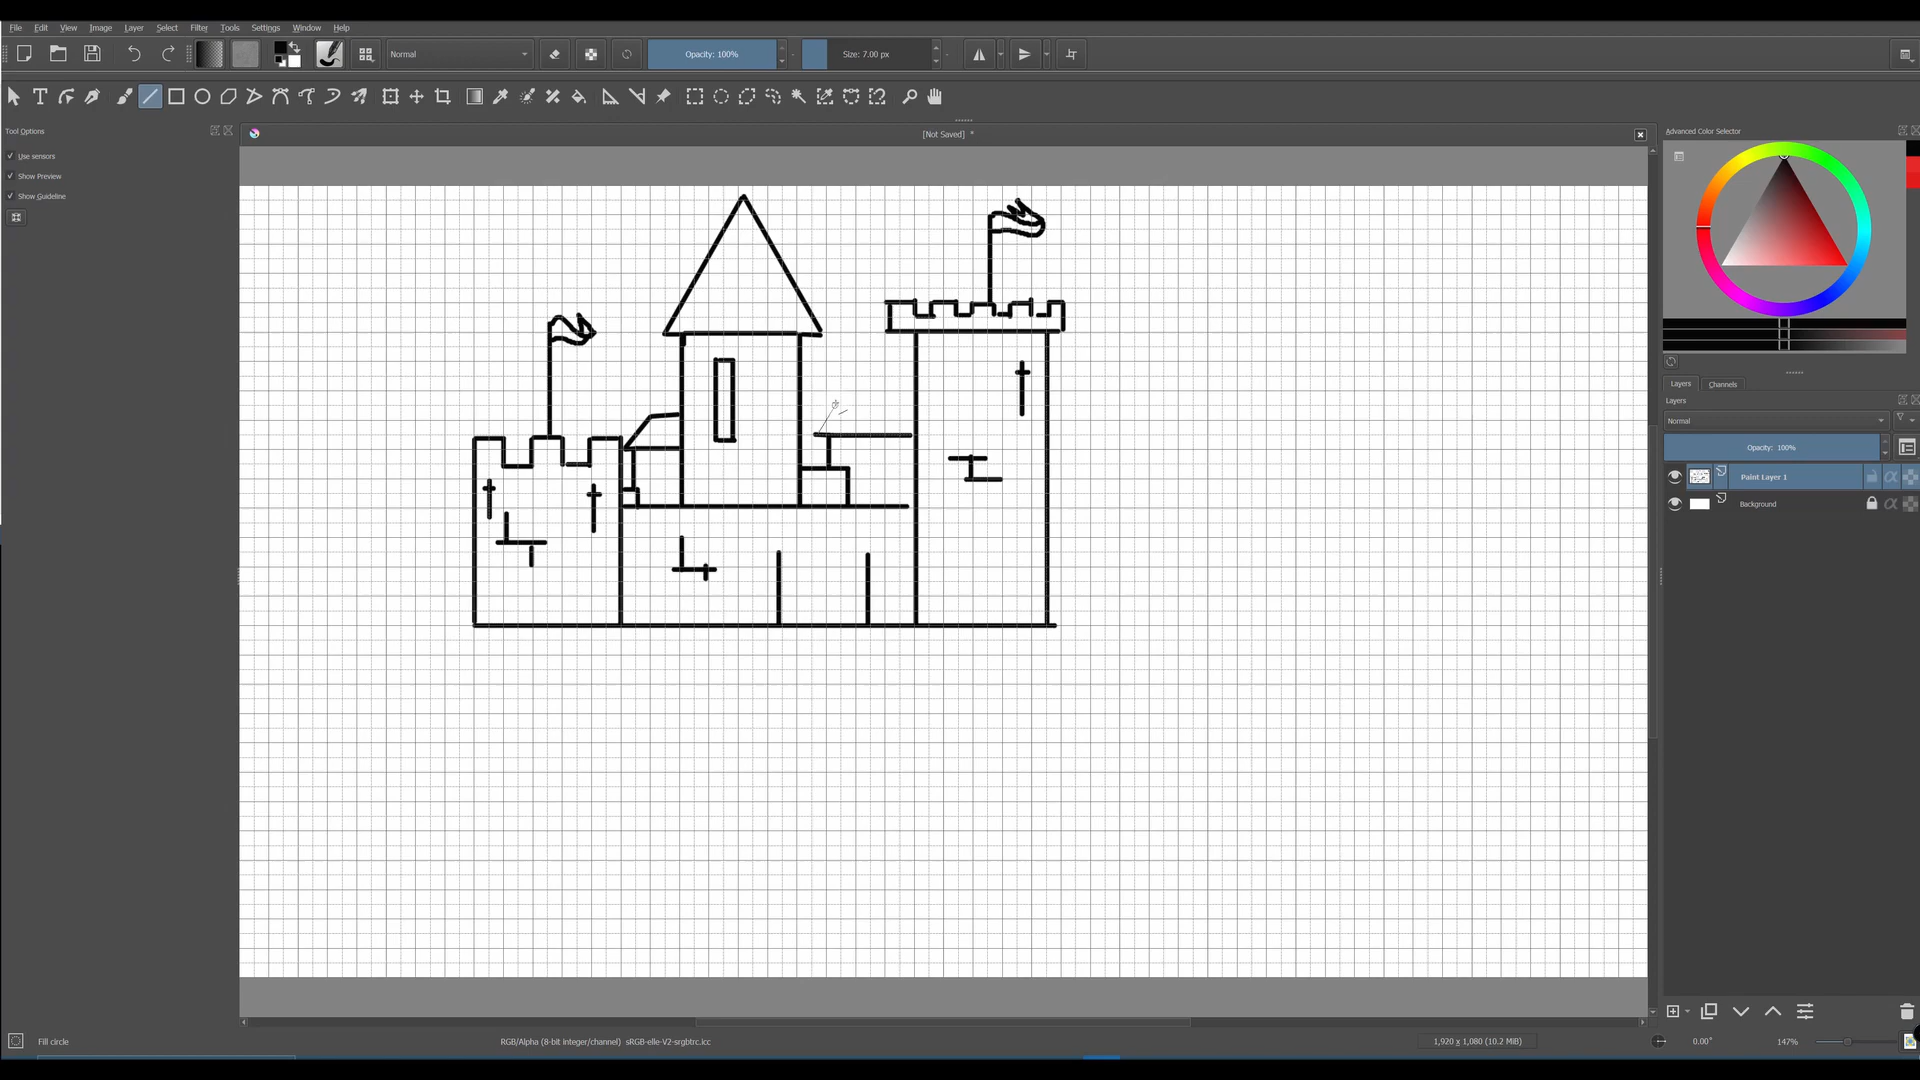 File Edit View Image Layer Select Filter Tools Settings Window Help
Normal
Opacity: 100%
Size: 7.00 px
Tool Options
[Not Saved] *
Advanced Color Selector
Use sensors
Show Preview
Show Guideline
Layers
Channels
Layers
Normal
Opacity: 100%
Paint Layer 1
Background
Fill circle
RGB/Alpha (8-bit integer/channel) sRGB-elle-V2-srgbtrc.icc
1,920 x 1,080 (10.2 MiB)
0.00°
147%